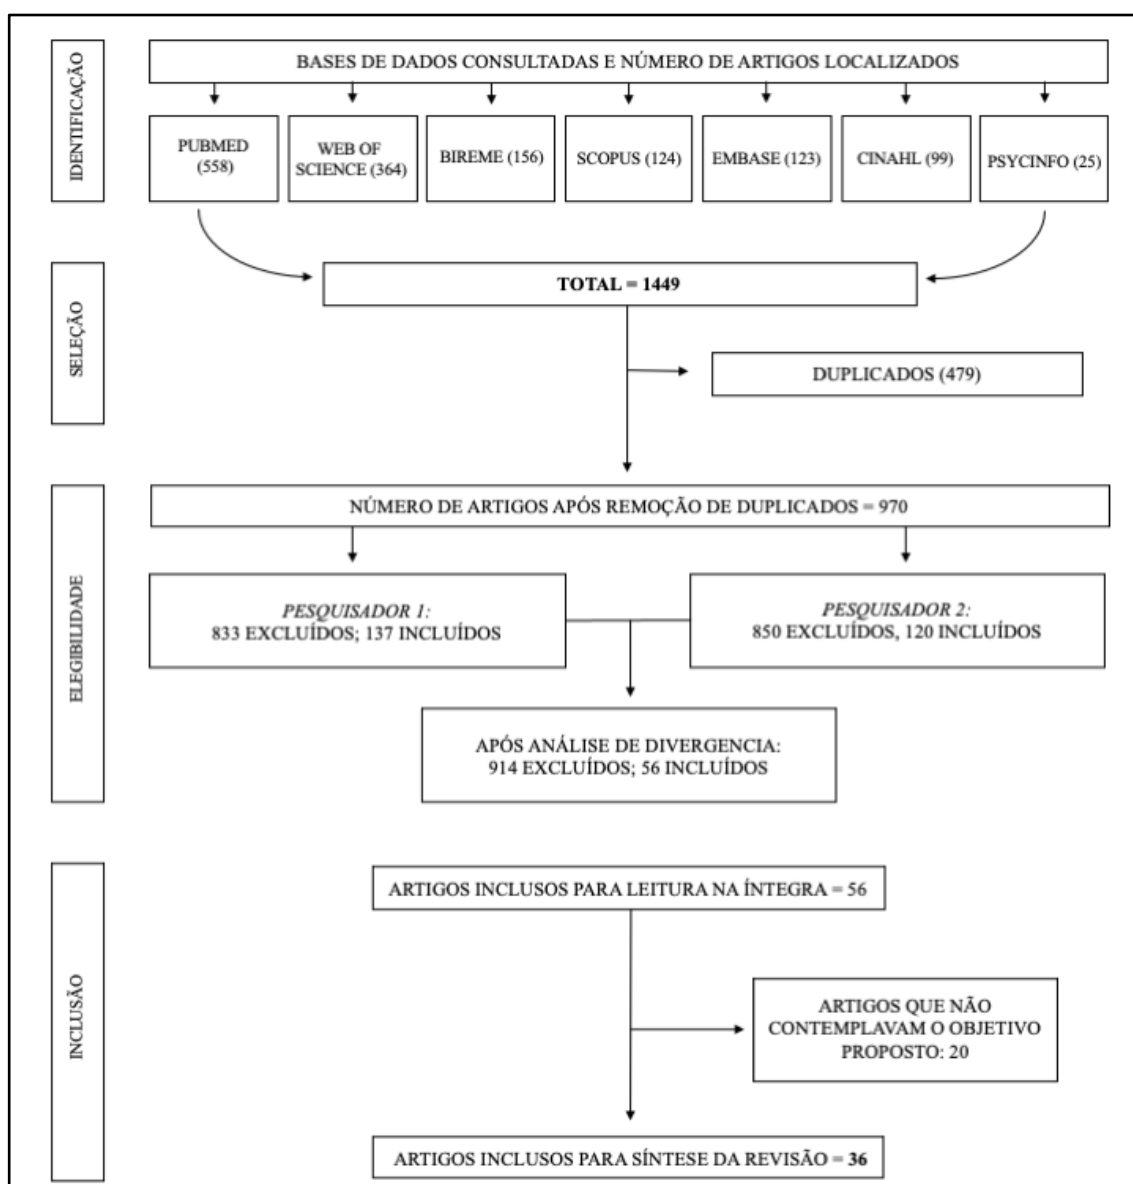 IDENTIFICAÇÃO
BASES DE DADOS CONSULTADAS E NÚMERO DE ARTIGOS LOCALIZADOS
PUBMED
(558)
WEB OF
SCIENCE (364)
BIREME (156)
SCOPUS (124)
EMBASE (123)
CINAHL (99)
PSYCINFO (25)
SELEÇÃO
TOTAL = 1449
DUPLICADOS (479)
ELEGIBILIDADE
NÚMERO DE ARTIGOS APÓS REMOÇÃO DE DUPLICADOS = 970
PESQUISADOR 1:
833 EXCLUÍDOS; 137 INCLUÍDOS
PESQUISADOR 2:
850 EXCLUÍDOS, 120 INCLUÍDOS
APÓS ANÁLISE DE DIVERGENCIA:
914 EXCLUÍDOS; 56 INCLUÍDOS
INCLUSÃO
ARTIGOS INCLUSOS PARA LEITURA NA ÍNTEGRA = 56
ARTIGOS QUE NÃO
CONTEMPLAVAM O OBJETIVO
PROPOSTO: 20
ARTIGOS INCLUSOS PARA SÍNTESE DA REVISÃO = 36